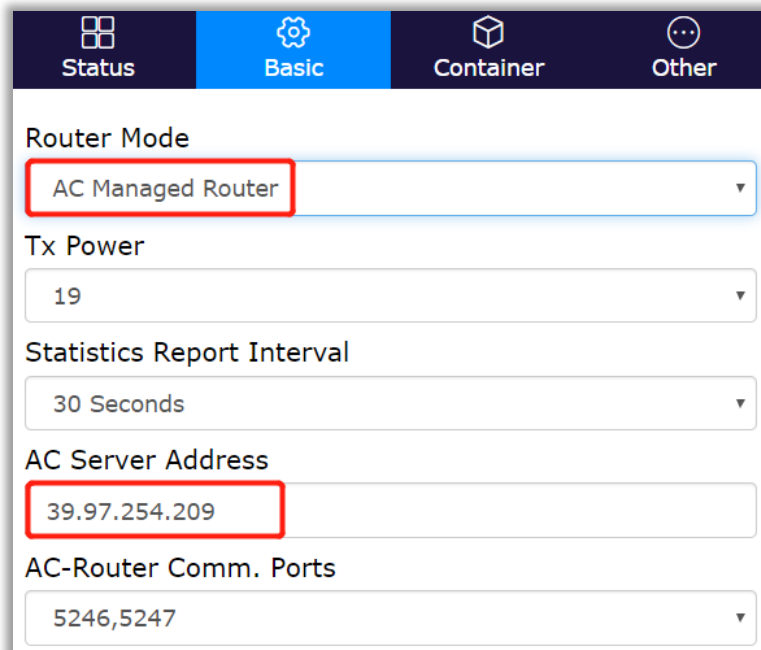 Status Basic Container Other
Router Mode
AC Managed Router
Tx Power
19
Statistics Report Interval
30 Seconds
AC Server Address
39.97.254.209
AC-Router Comm. Ports
5246,5247